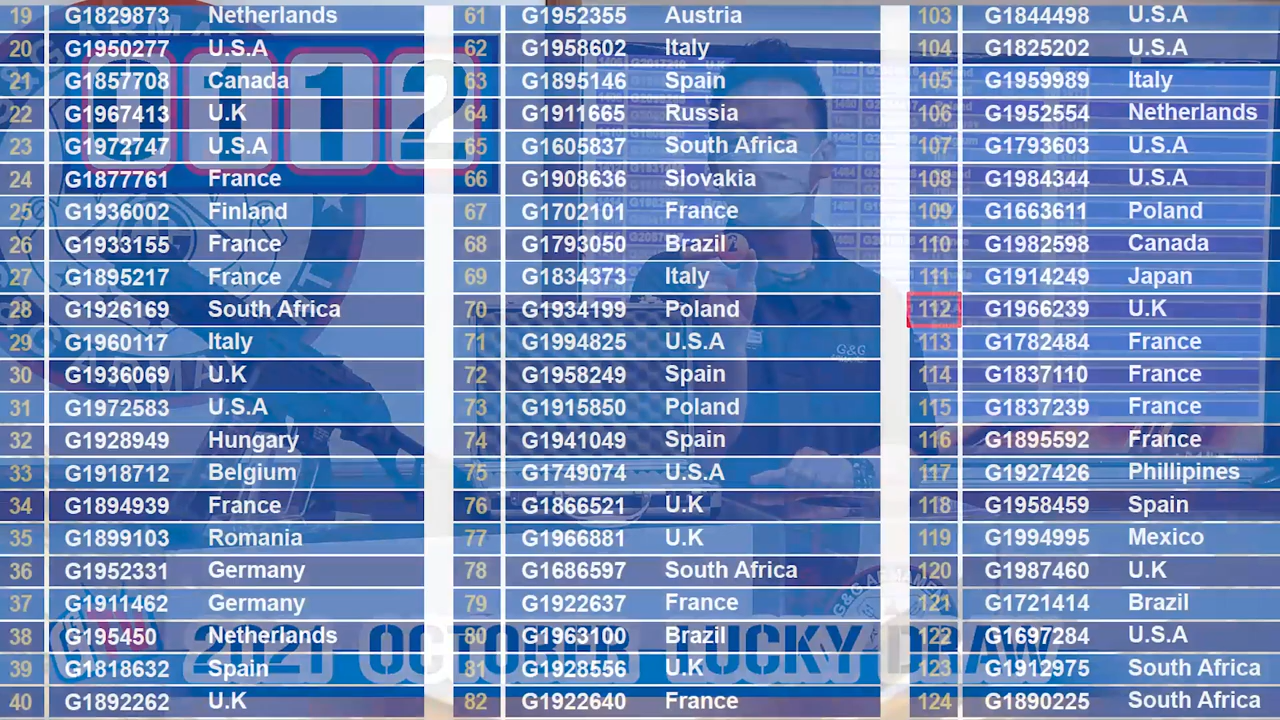 19 G1829873 Netherlands
20 G1950277 U.S.A
21 G1857708 Canada
22 G1967413 U.K
23 G1972747 U.S.A
24 G1877761 France
25 G1936002 Finland
26 G1933155 France
27 G1895217 France
28 G1926169 South Africa
29 G1960117 Italy
30 G1936069 U.K
31 G1972583 U.S.A
32 G1928949 Hungary
33 G1918712 Belgium
34 G1894939 France
35 G1899103 Romania
36 G1952331 Germany
37 G1911462 Germany
38 G195450 Netherlands
39 G1818632 Spain
40 G1892262 U.K
61 G1952355 Austria
62 G1958602 Italy
63 G1895146 Spain
64 G1911665 Russia
65 G1605837 South Africa
66 G1908636 Slovakia
67 G1702101 France
68 G1793050 Brazil
69 G1834373 Italy
70 G1934199 Poland
71 G1994825 U.S.A
72 G1958249 Spain
73 G1915850 Poland
74 G1941049 Spain
75 G1749074 U.S.A
76 G1866521 U.K
77 G1966881 U.K
78 G1686597 South Africa
79 G1922637 France
80 G1963100 Brazil
81 G1928556 U.K
82 G1922640 France
103 G1844498 U.S.A
104 G1825202 U.S.A
105 G1959989 Italy
106 G1952554 Netherlands
107 G1793603 U.S.A
108 G1984344 U.S.A
109 G1663611 Poland
110 G1982598 Canada
111 G1914249 Japan
112 G1966239 U.K
113 G1782484 France
114 G1837110 France
115 G1837239 France
116 G1895592 France
117 G1927426 Phillipines
118 G1958459 Spain
119 G1994995 Mexico
120 G1987460 U.K
121 G1721414 Brazil
122 G1697284 U.S.A
123 G1912975 South Africa
124 G1890225 South Africa
0112
G&G
2021 OCTOBER LUCKY DRAW